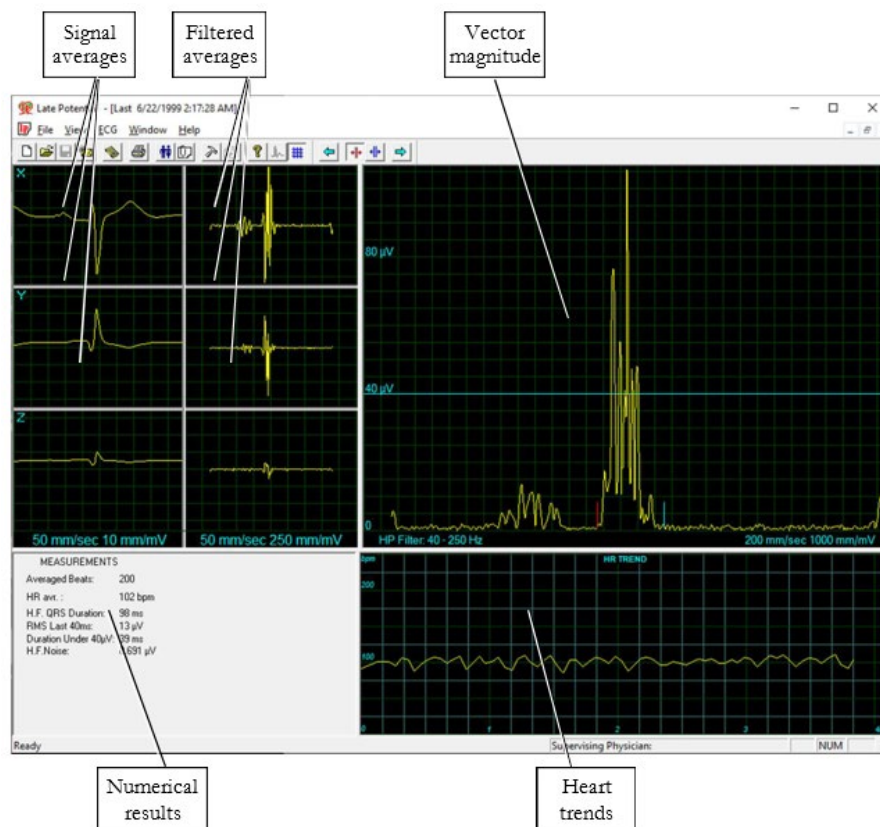 Signal
averages
Filtered
averages
Vector
magnitude
- [Last 6/22/1999 2:17:28 AM]
File View ECG Window Help
X
Y
Z
50 mm/sec 10 mm/mV
50 mm/sec 250 mm/mV
80 µV
40 µV
0
HP Filter: 40 - 250 Hz
200 mm/sec 1000 mm/mV
MEASUREMENTS
Averaged Beats: 200
HR avr. : 102 bpm
H.F. QRS Duration: 98 ms
RMS Last 40ms: 13 µV
Duration Under 40µV: 39 ms
H.F.Noise: µV
bpm
HR TREND
200
100
0
1
2
3
4
Ready
Supervising Physician:
NUM
Numerical
results
Heart
trends